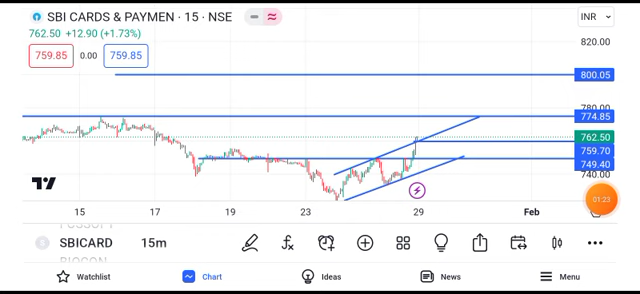 SBI CARDS & PAYMEN · 15 · NSE
INR
762.50 +12.90 (+1.73%)
820.00
759.85 0.00 759.85
800.05
780.00
774.85
762.50
759.70
749.40
740.00
01:23
15 17 19 23 29 Feb
SBICARD 15m
Watchlist Chart Ideas News Menu